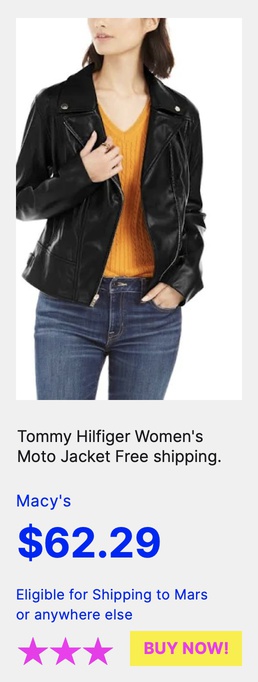 Tommy Hilfiger Women's
Moto Jacket Free shipping.
Macy's
$62.29
Eligible for Shipping to Mars
or anywhere else
BUY NOW!